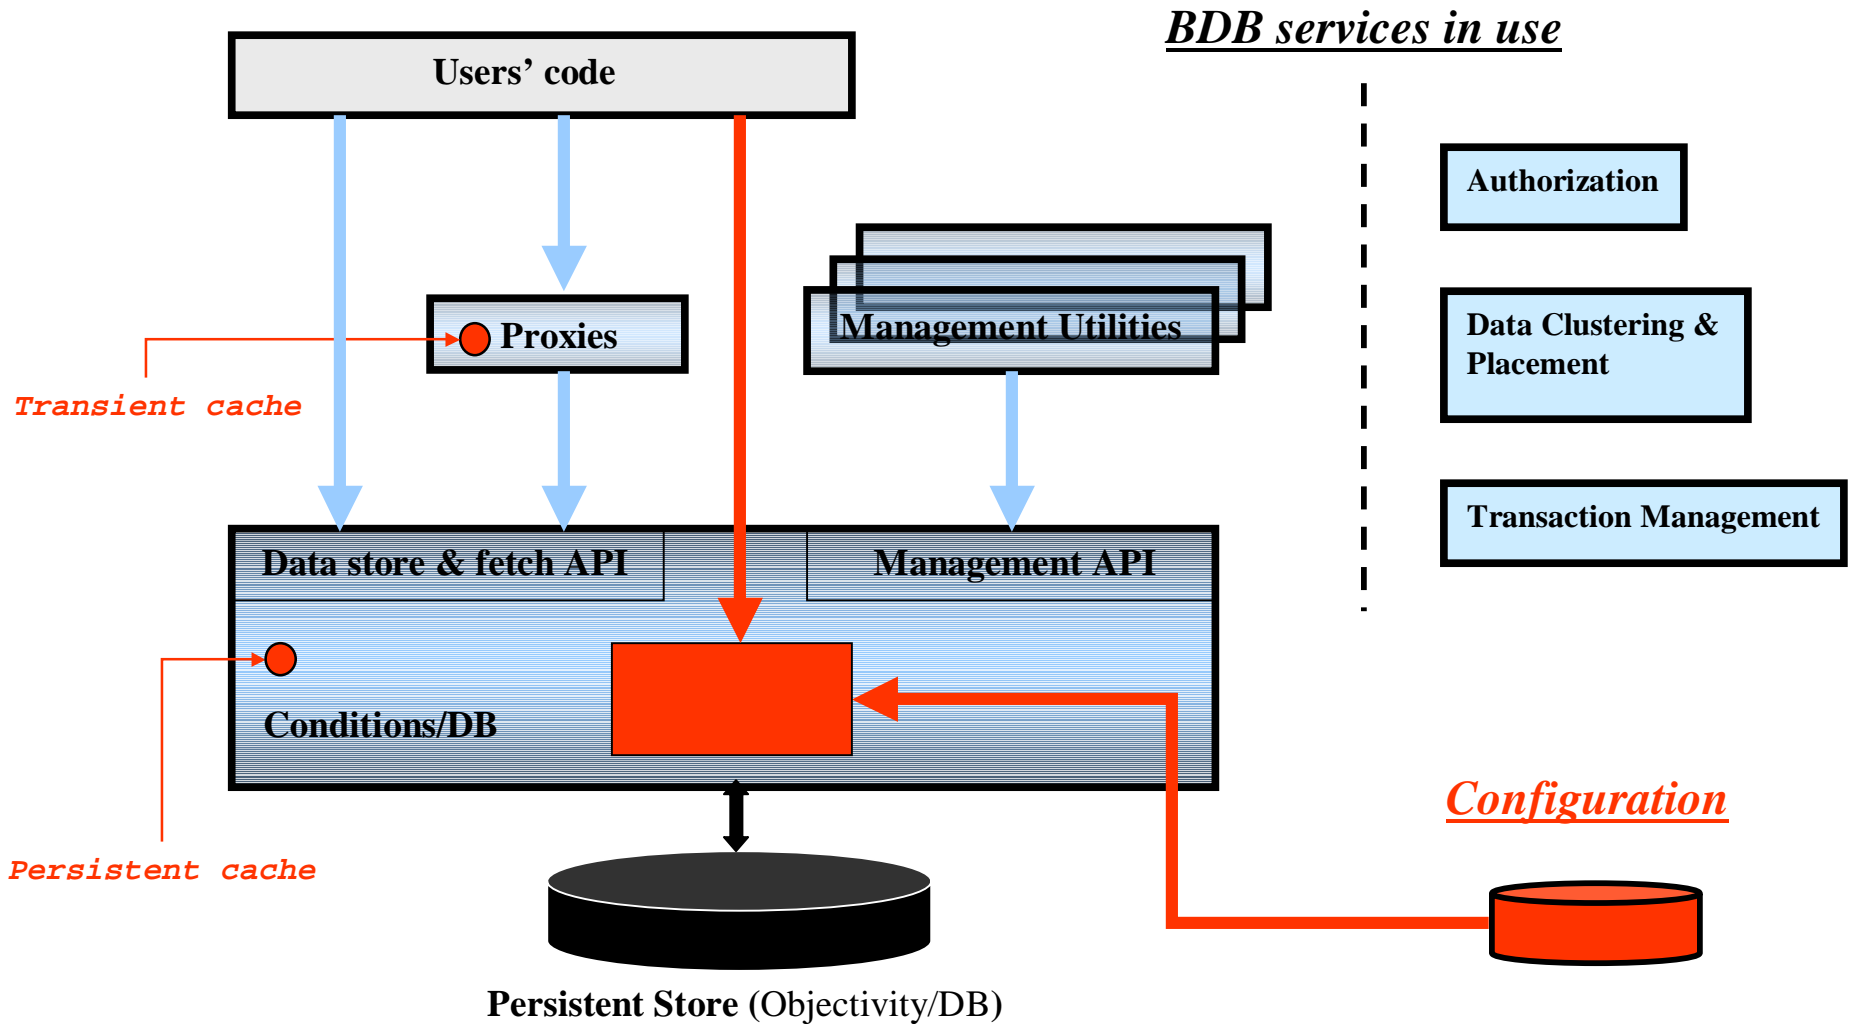 BDB services in use
Users’ code
Authorization
Proxies
Management Utilities
Data Clustering &
Placement
Transient cache
Transaction Management
Data store & fetch API
Management API
Conditions/DB
Configuration
Persistent cache
Persistent Store (Objectivity/DB)